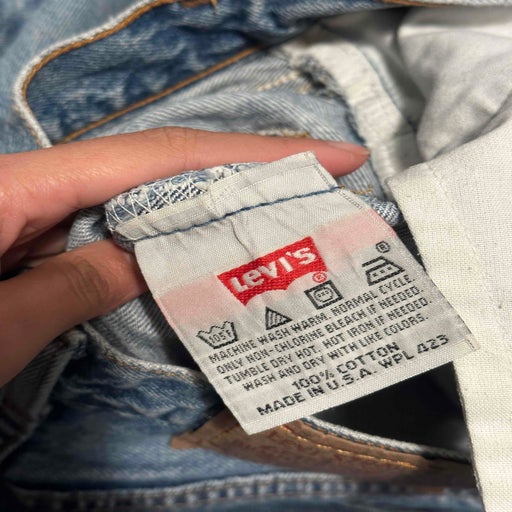 LEVI'S
105F
MACHINE WASH WARM. NORMAL CYCLE.
ONLY NON-CHLORINE BLEACH IF NEEDED.
TUMBLE DRY HOT. HOT IRON IF NEEDED.
WASH AND DRY WITH LIKE COLORS.
100% COTTON
MADE IN U.S.A. WPL 423